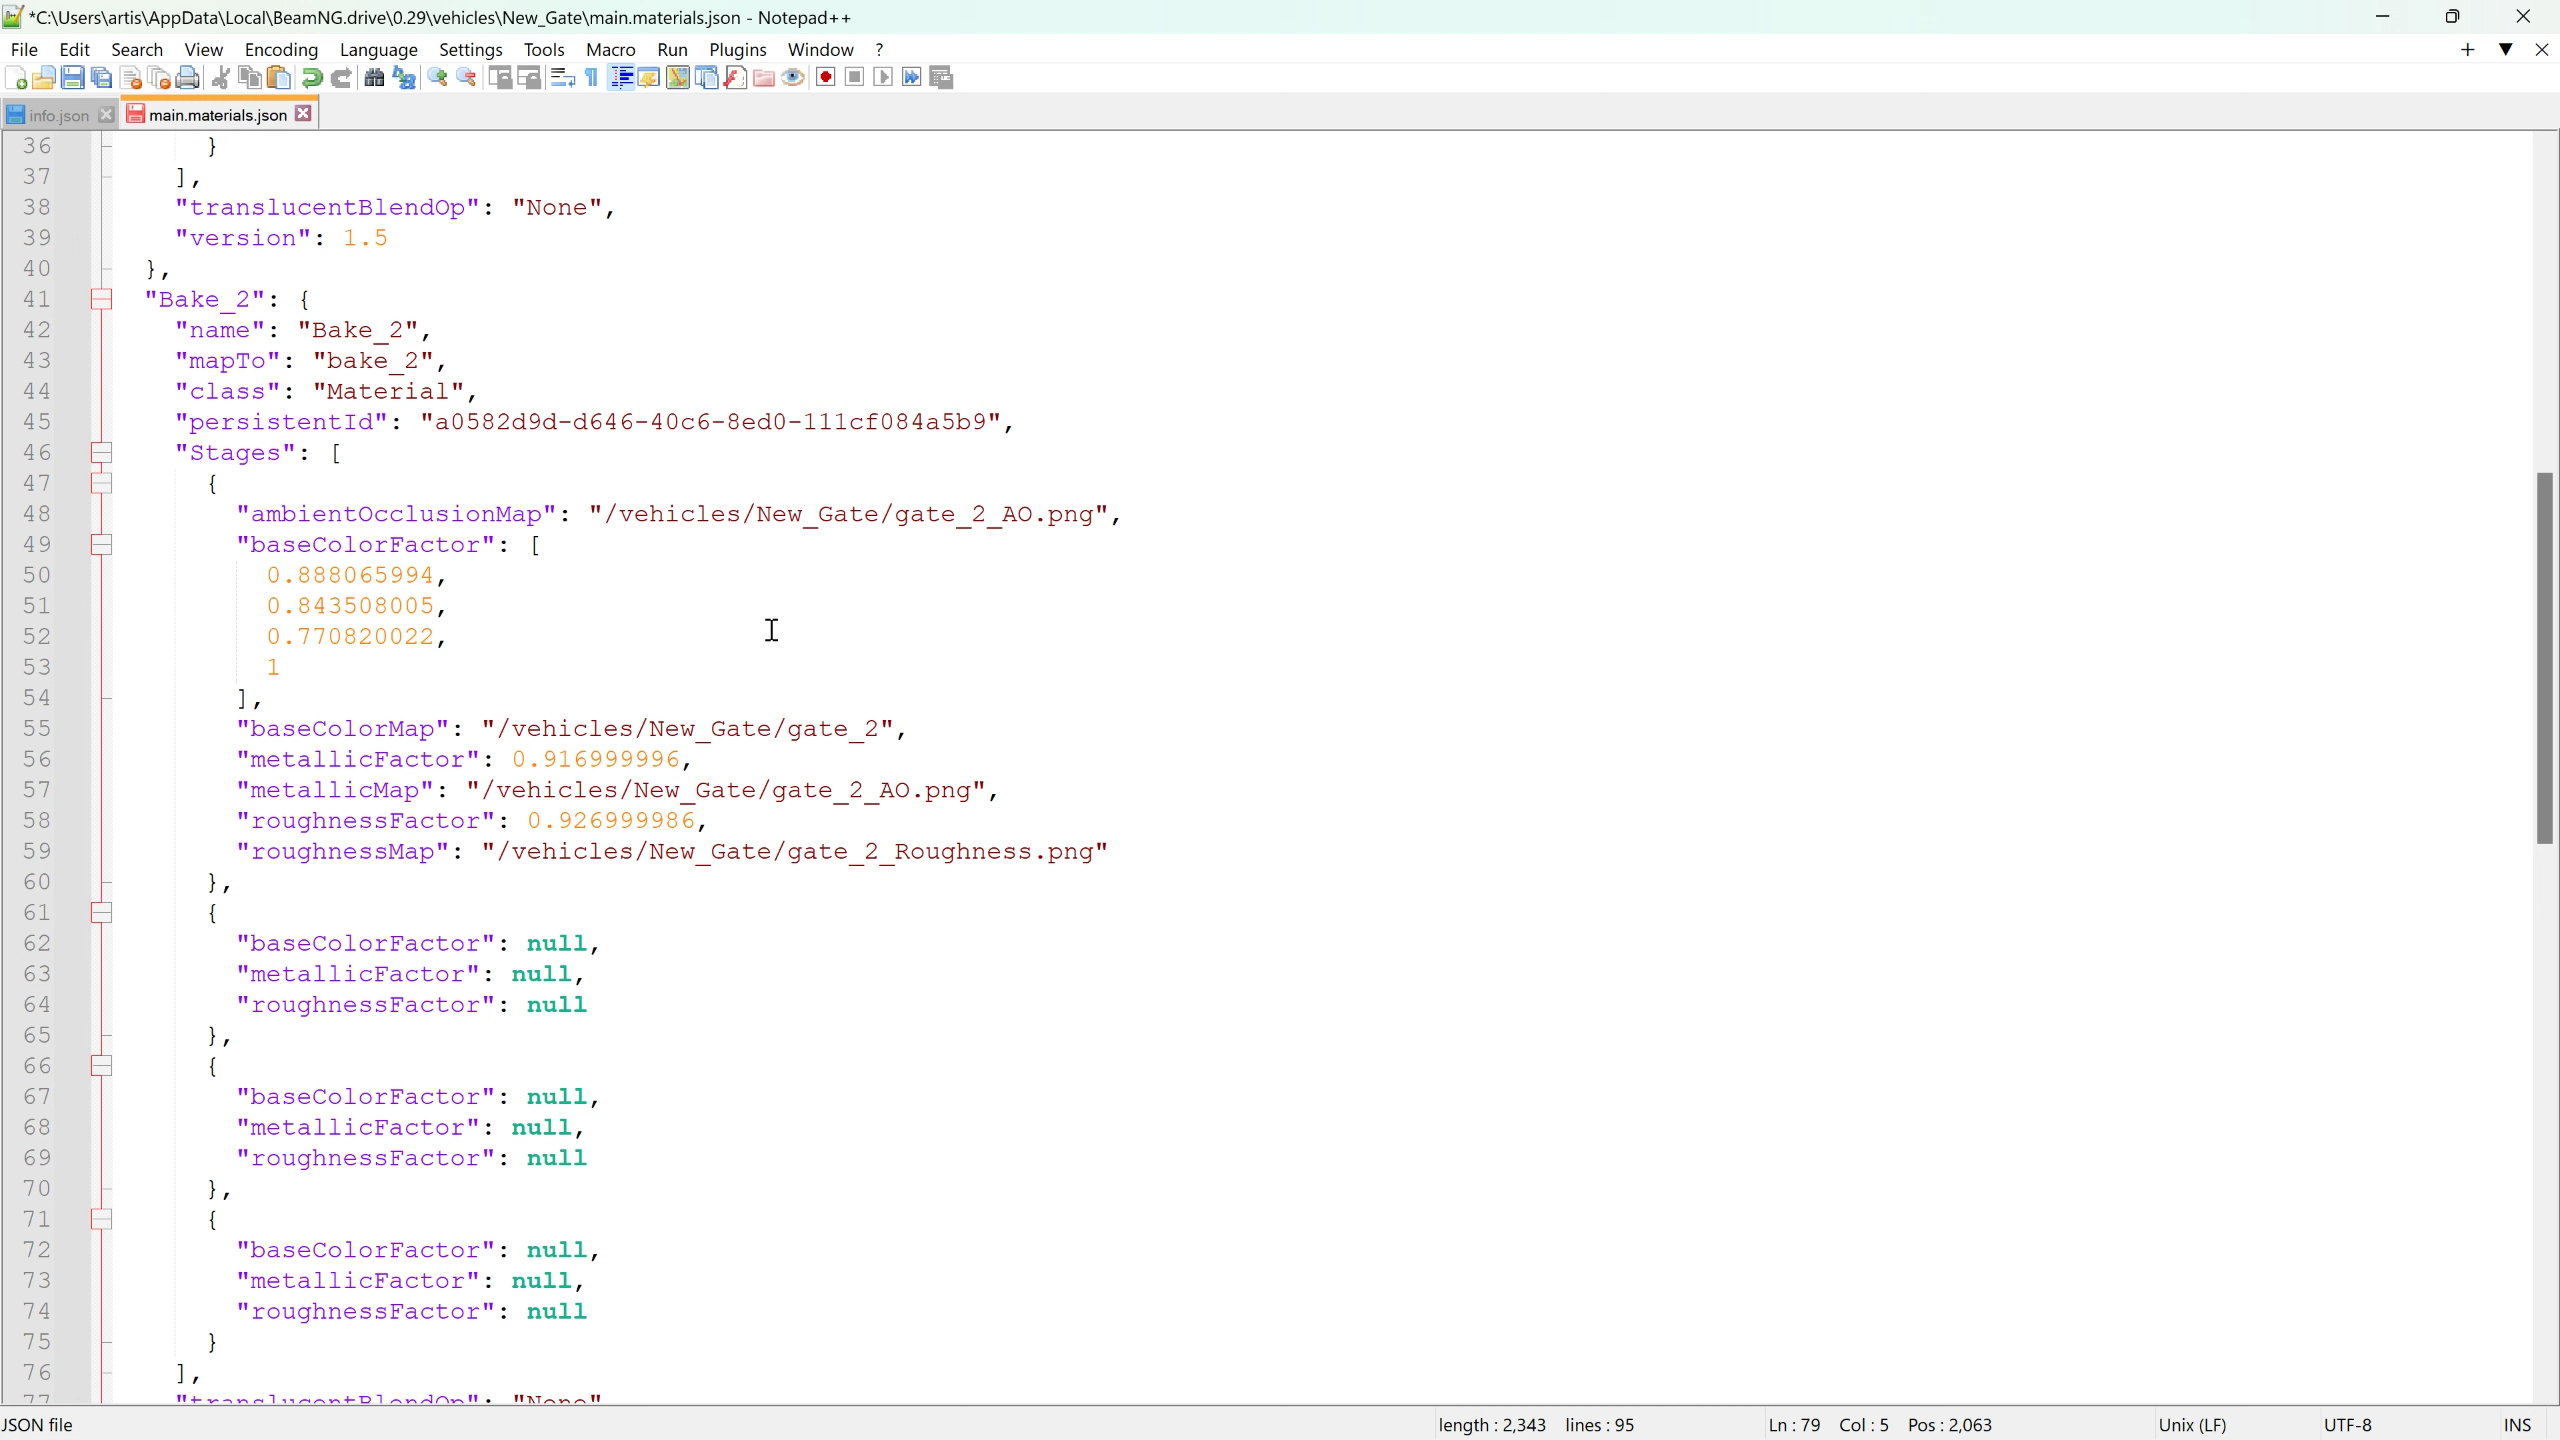 *C:\Users\artis\AppData\Local\BeamNG.drive\0.29\vehicles\New_Gate\main.materials.json - Notepad++
File Edit Search View Encoding Language Settings Tools Macro Run Plugins Window ?
info.json main.materials.json
36 }
37 ],
38 "translucentBlendOp": "None",
39 "version": 1.5
40 },
41 "Bake_2": {
42 "name": "Bake_2",
43 "mapTo": "bake_2",
44 "class": "Material",
45 "persistentId": "a0582d9d-d646-40c6-8ed0-111cf084a5b9",
46 "Stages": [
47 {
48 "ambientOcclusionMap": "/vehicles/New_Gate/gate_2_AO.png",
49 "baseColorFactor": [
50 0.888065994,
51 0.843508005,
52 0.770820022,
53 1
54 ],
55 "baseColorMap": "/vehicles/New_Gate/gate_2",
56 "metallicFactor": 0.916999996,
57 "metallicMap": "/vehicles/New_Gate/gate_2_AO.png",
58 "roughnessFactor": 0.926999986,
59 "roughnessMap": "/vehicles/New_Gate/gate_2_Roughness.png"
60 },
61 {
62 "baseColorFactor": null,
63 "metallicFactor": null,
64 "roughnessFactor": null
65 },
66 {
67 "baseColorFactor": null,
68 "metallicFactor": null,
69 "roughnessFactor": null
70 },
71 {
72 "baseColorFactor": null,
73 "metallicFactor": null,
74 "roughnessFactor": null
75 }
76 ],
77 "translucentBlendOp": "None"
JSON file length : 2,343 lines : 95 Ln : 79 Col : 5 Pos : 2,063 Unix (LF) UTF-8 INS